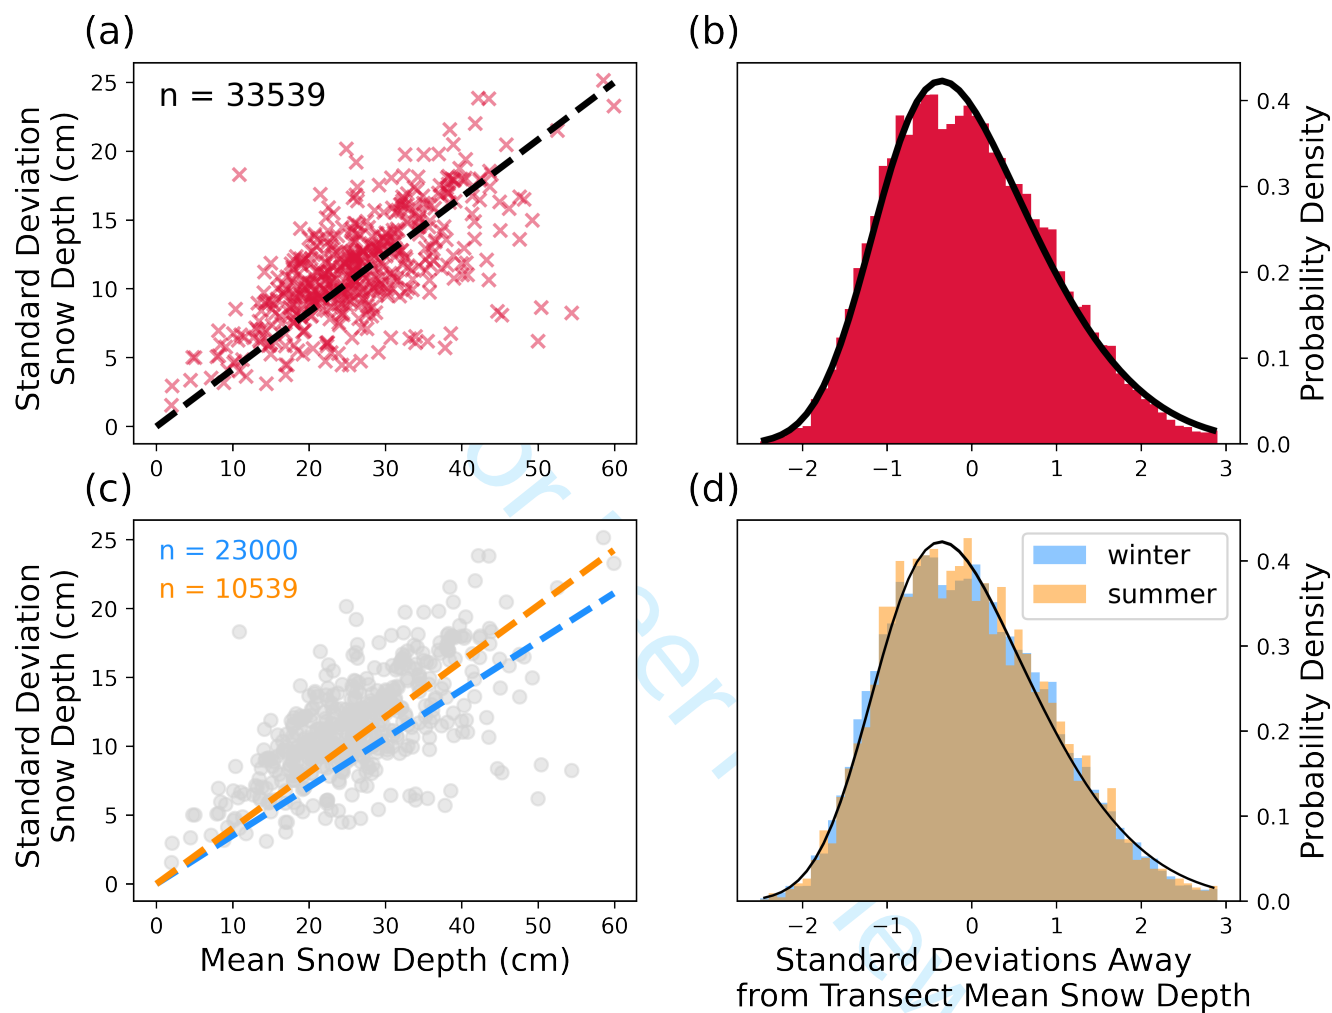 (a)
(b)
n = 33539
Standard Deviation
Snow Depth (cm)
25
20
15
10
5
0
0 10 20 30 40 50 60
Probability Density
0.4
0.3
0.2
0.1
0.0
−2 −1 0 1 2 3
(c)
(d)
n = 23000
n = 10539
Standard Deviation
Snow Depth (cm)
25
20
15
10
5
0
0 10 20 30 40 50 60
Mean Snow Depth (cm)
winter
summer
Probability Density
0.4
0.3
0.2
0.1
0.0
−2 −1 0 1 2 3
Standard Deviations Away
from Transect Mean Snow Depth